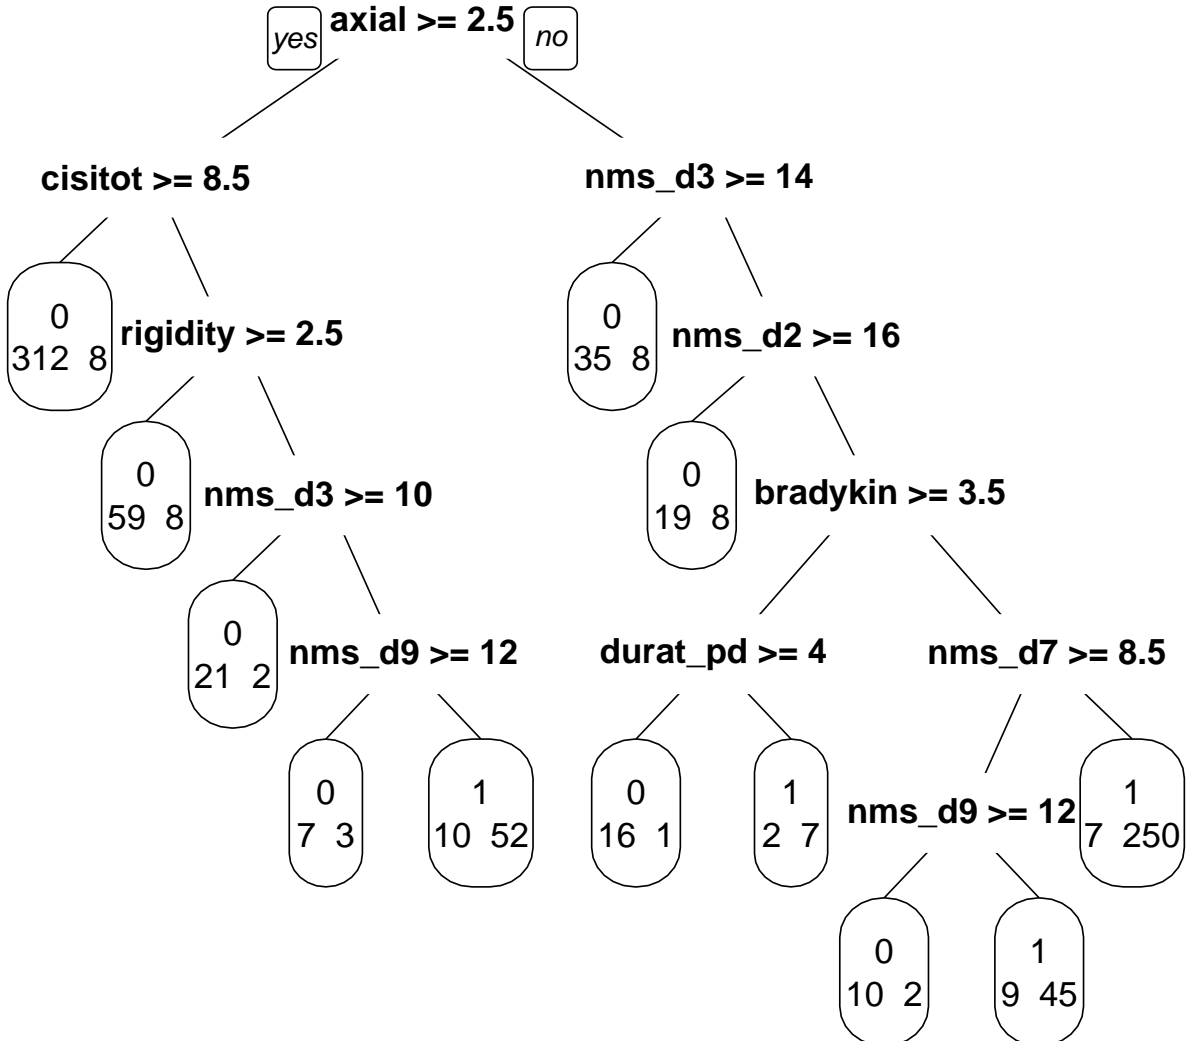 yes axial >= 2.5 no
cisitot >= 8.5 nms_d3 >= 14
0 0
312 8 rigidity >= 2.5 35 8 nms_d2 >= 16
0 0
59 8 nms_d3 >= 10 19 8 bradykin >= 3.5
0
21 2 nms_d9 >= 12 durat_pd >= 4 nms_d7 >= 8.5
0 1 0 1 1
7 3 10 52 16 1 2 7 nms_d9 >= 12 7 250
0 1
10 2 9 45